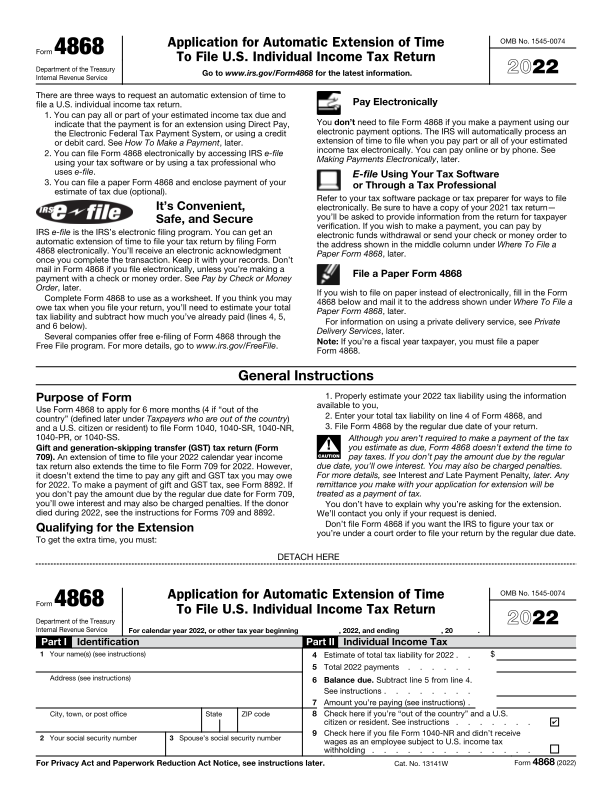 Form 4868
Department of the Treasury
Internal Revenue Service
Application for Automatic Extension of Time
To File U.S. Individual Income Tax Return
Go to www.irs.gov/Form4868 for the latest information.
OMB No. 1545-0074
2022
There are three ways to request an automatic extension of time to
file a U.S. individual income tax return.
1. You can pay all or part of your estimated income tax due and
indicate that the payment is for an extension using Direct Pay,
the Electronic Federal Tax Payment System, or using a credit
or debit card. See How To Make a Payment, later.
2. You can file Form 4868 electronically by accessing IRS e-file
using your tax software or by using a tax professional who
uses e-file.
3. You can file a paper Form 4868 and enclose payment of your
estimate of tax due (optional).
IRS e-file
It's Convenient,
Safe, and Secure
IRS e-file is the IRS's electronic filing program. You can get an
automatic extension of time to file your tax return by filing Form
4868 electronically. You'll receive an electronic acknowledgment
once you complete the transaction. Keep it with your records. Don't
mail in Form 4868 if you file electronically, unless you're making a
payment with a check or money order. See Pay by Check or Money
Order, later.
Complete Form 4868 to use as a worksheet. If you think you may
owe tax when you file your return, you'll need to estimate your total
tax liability and subtract how much you've already paid (lines 4, 5,
and 6 below).
Several companies offer free e-filing of Form 4868 through the
Free File program. For more details, go to www.irs.gov/FreeFile.
Pay Electronically
You don't need to file Form 4868 if you make a payment using our
electronic payment options. The IRS will automatically process an
extension of time to file when you pay part or all of your estimated
income tax electronically. You can pay online or by phone. See
Making Payments Electronically, later.
E-file Using Your Tax Software
or Through a Tax Professional
Refer to your tax software package or tax preparer for ways to file
electronically. Be sure to have a copy of your 2021 tax return—
you'll be asked to provide information from the return for taxpayer
verification. If you wish to make a payment, you can pay by
electronic funds withdrawal or send your check or money order to
the address shown in the middle column under Where To File a
Paper Form 4868, later.
File a Paper Form 4868
If you wish to file on paper instead of electronically, fill in the Form
4868 below and mail it to the address shown under Where To File a
Paper Form 4868, later.
For information on using a private delivery service, see Private
Delivery Services, later.
Note: If you're a fiscal year taxpayer, you must file a paper
Form 4868.
General Instructions
Purpose of Form
Use Form 4868 to apply for 6 more months (4 if "out of the
country" (defined later under Taxpayers who are out of the country)
and a U.S. citizen or resident) to file Form 1040, 1040-SR, 1040-NR,
1040-PR, or 1040-SS.
Gift and generation-skipping transfer (GST) tax return (Form
709). An extension of time to file your 2022 calendar year income
tax return also extends the time to file Form 709 for 2022. However,
it doesn't extend the time to pay any gift and GST tax you may owe
for 2022. To make a payment of gift and GST tax, see Form 8892. If
you don't pay the amount due by the regular due date for Form 709,
you'll owe interest and may also be charged penalties. If the donor
died during 2022, see the instructions for Forms 709 and 8892.
Qualifying for the Extension
To get the extra time, you must:
1. Properly estimate your 2022 tax liability using the information
available to you,
2. Enter your total tax liability on line 4 of Form 4868, and
3. File Form 4868 by the regular due date of your return.
CAUTION
Although you aren't required to make a payment of the tax
you estimate as due, Form 4868 doesn't extend the time to
pay taxes. If you don't pay the amount due by the regular
due date, you'll owe interest. You may also be charged penalties.
For more details, see Interest and Late Payment Penalty, later. Any
remittance you make with your application for extension will be
treated as a payment of tax.
You don't have to explain why you're asking for the extension.
We'll contact you only if your request is denied.
Don't file Form 4868 if you want the IRS to figure your tax or
you're under a court order to file your return by the regular due date.
DETACH HERE
Form 4868
Department of the Treasury
Internal Revenue Service
Application for Automatic Extension of Time
To File U.S. Individual Income Tax Return
For calendar year 2022, or other tax year beginning , 2022, and ending , 20 .
OMB No. 1545-0074
2022
Part I Identification
1 Your name(s) (see instructions)
Address (see instructions)
City, town, or post office
State
ZIP code
2 Your social security number
3 Spouse's social security number
Part II Individual Income Tax
4 Estimate of total tax liability for 2022 . . $
5 Total 2022 payments . . . . . .
6 Balance due. Subtract line 5 from line 4.
See instructions . . . . . . . .
7 Amount you're paying (see instructions) .
8 Check here if you're "out of the country" and a U.S.
citizen or resident. See instructions . . . . . . . ✔
9 Check here if you file Form 1040-NR and didn't receive
wages as an employee subject to U.S. income tax
withholding . . . . . . . . . . . . . .
For Privacy Act and Paperwork Reduction Act Notice, see instructions later.
Cat. No. 13141W
Form 4868 (2022)